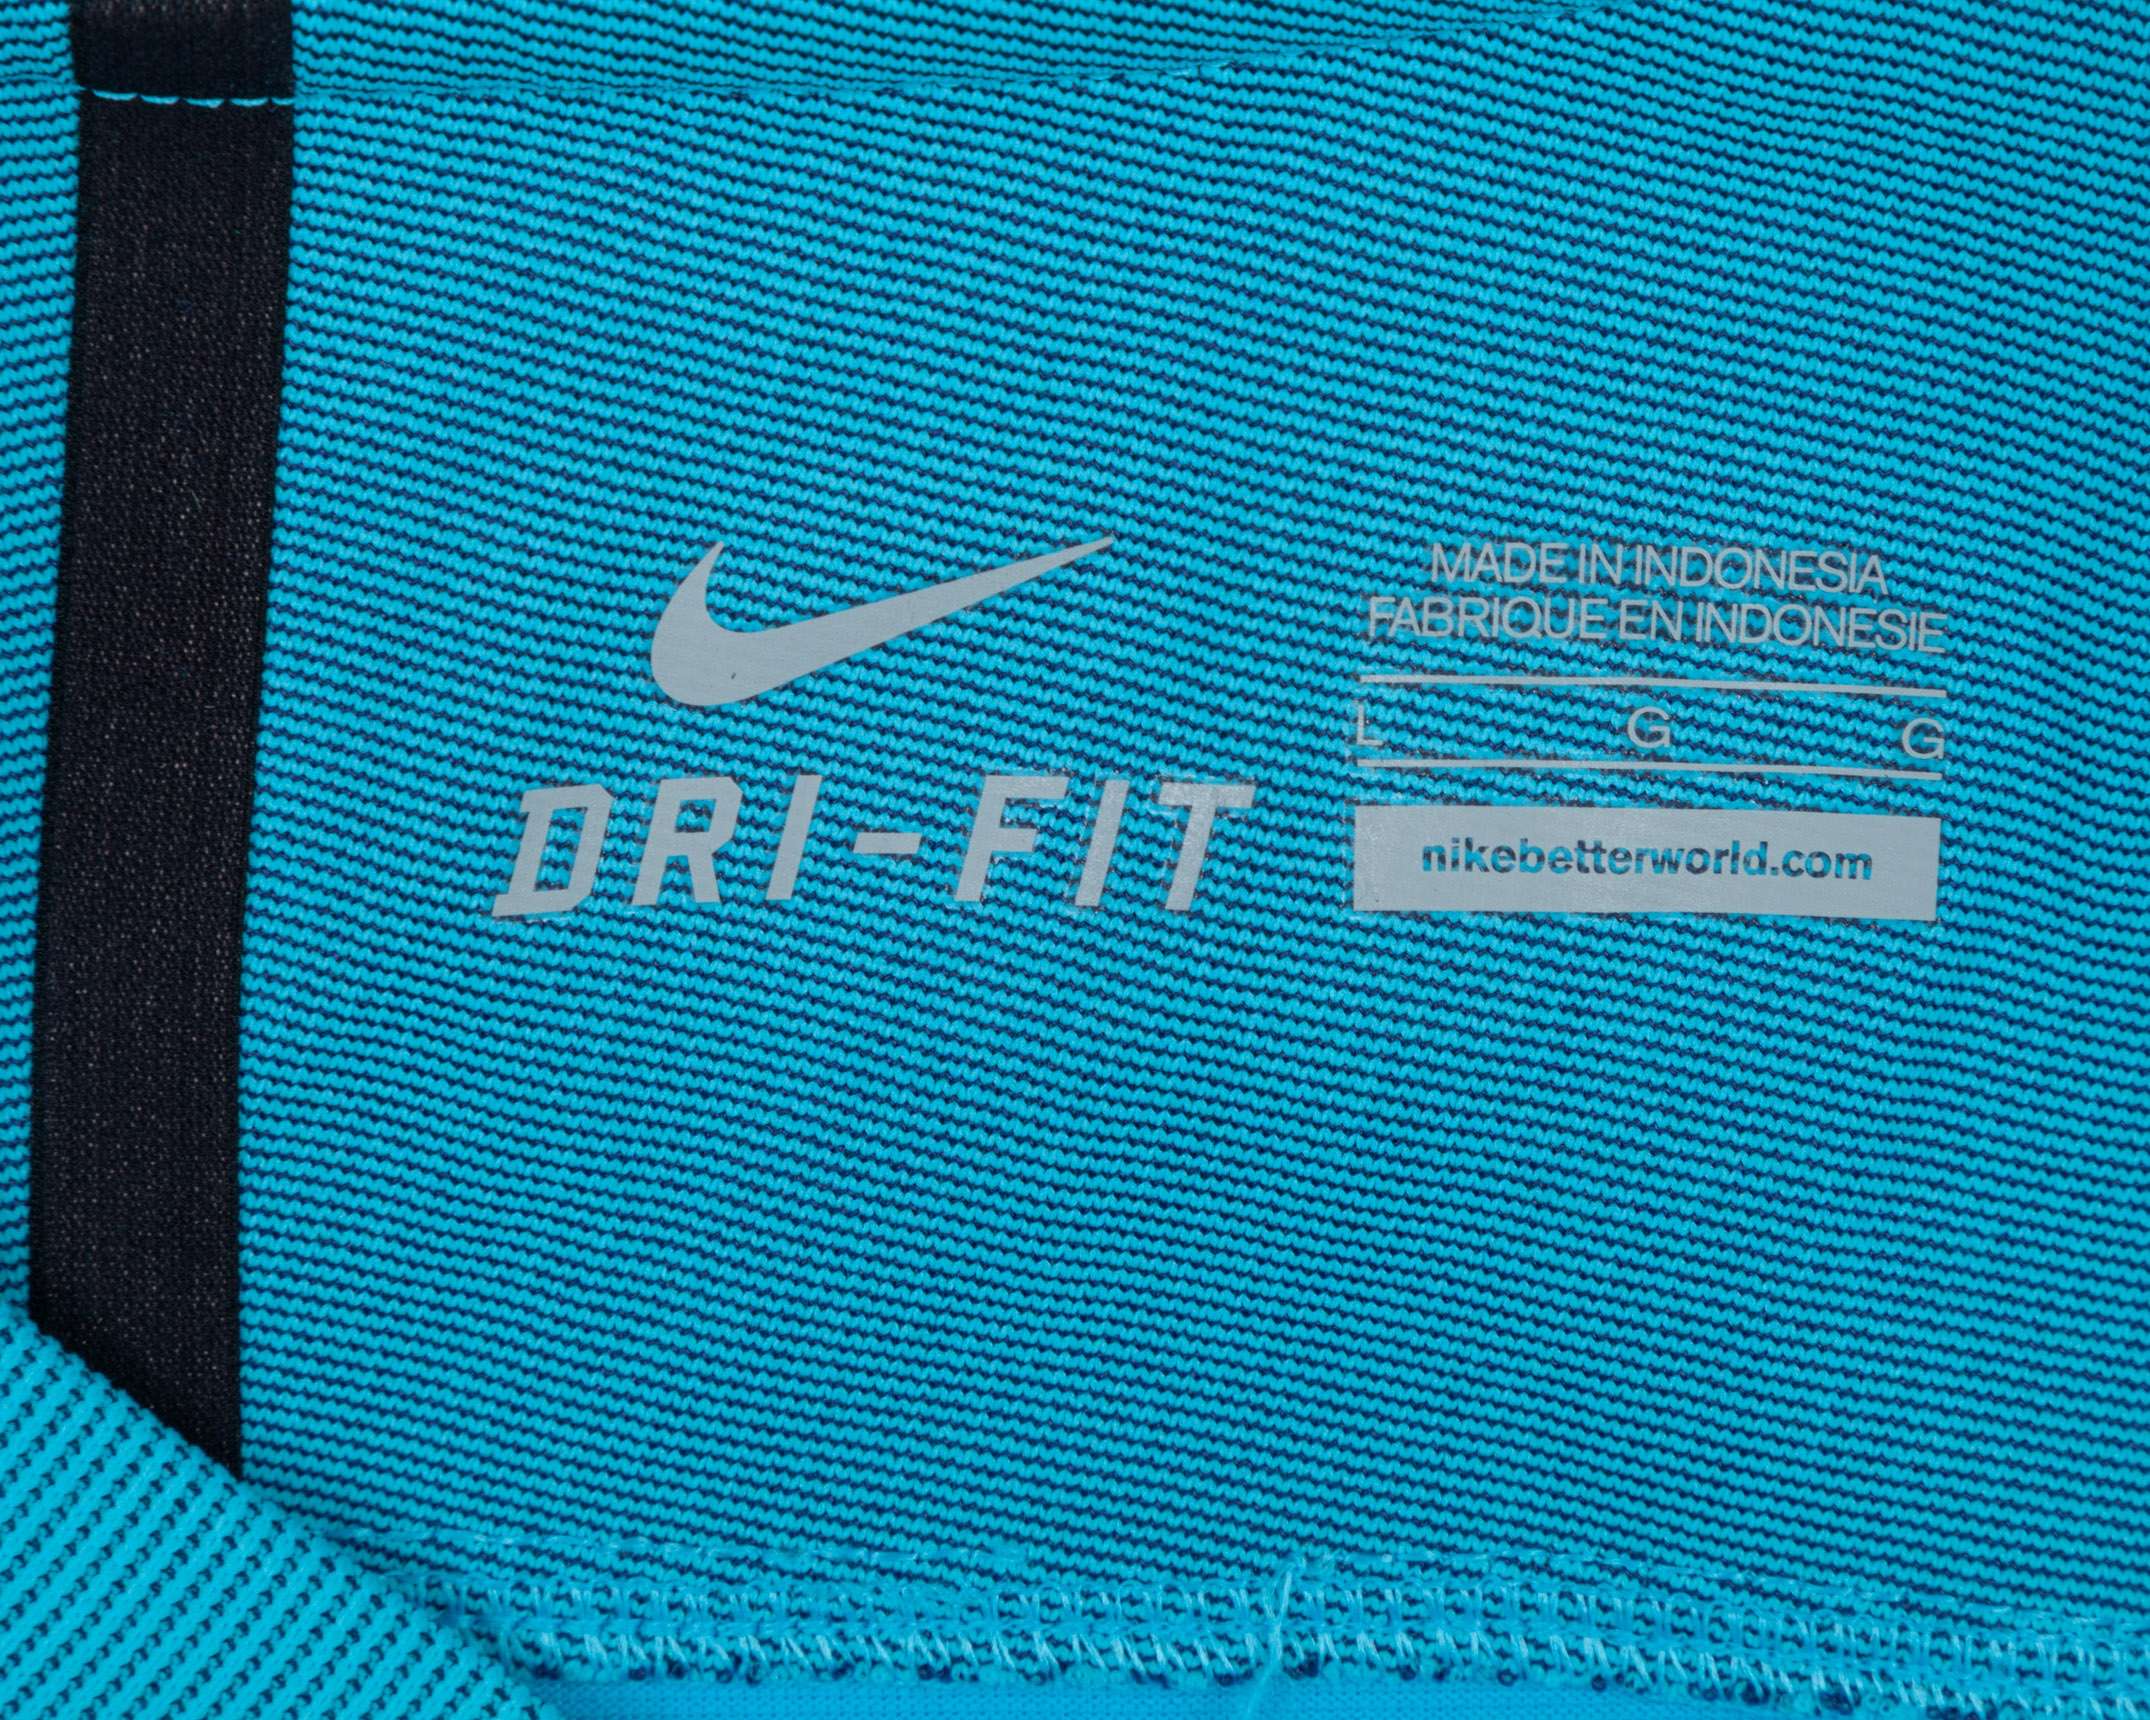 DRI-FIT
MADE IN INDONESIA
FABRIQUE EN INDONESIE
L G G
nikebetterworld.com